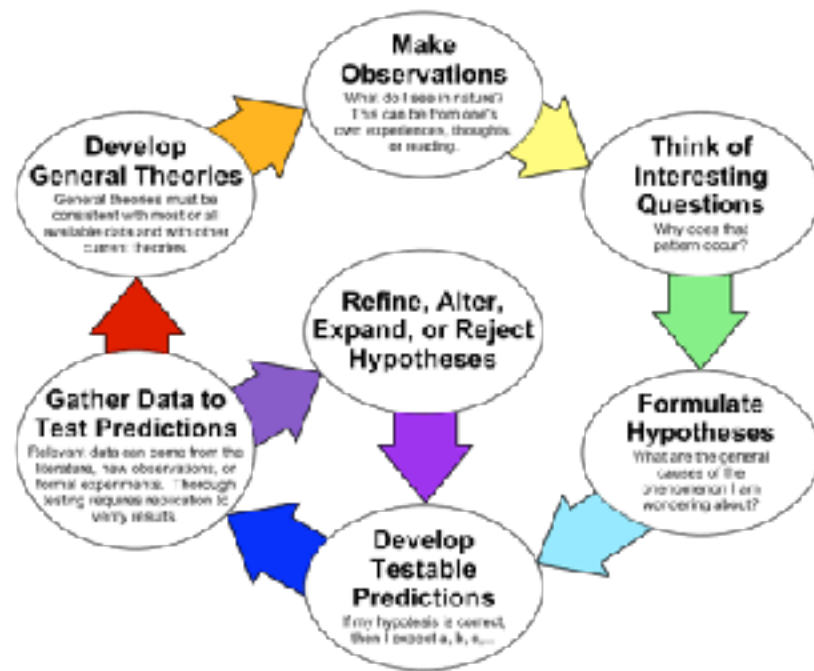 Make
Observations
What do I see in nature?
This can be from one's
own experiences, thoughts,
or reading.
Think of
Interesting
Questions
Why does that
pattern occur?
Formulate
Hypotheses
What are the general
causes of the
phenomenon I am
wondering about?
Develop
Testable
Predictions
If my hypotesis is correct,
then I expect a, b, c,...
Gather Data to
Test Predictions
Relevant data can come from the
literature, new observations, or
formal experiments. Thorough
testing requires replication to
verify results.
Refine, Alter,
Expand, or Reject
Hypotheses
Develop
General Theories
General theories must be
consistent with most or all
available data and with other
current theories.